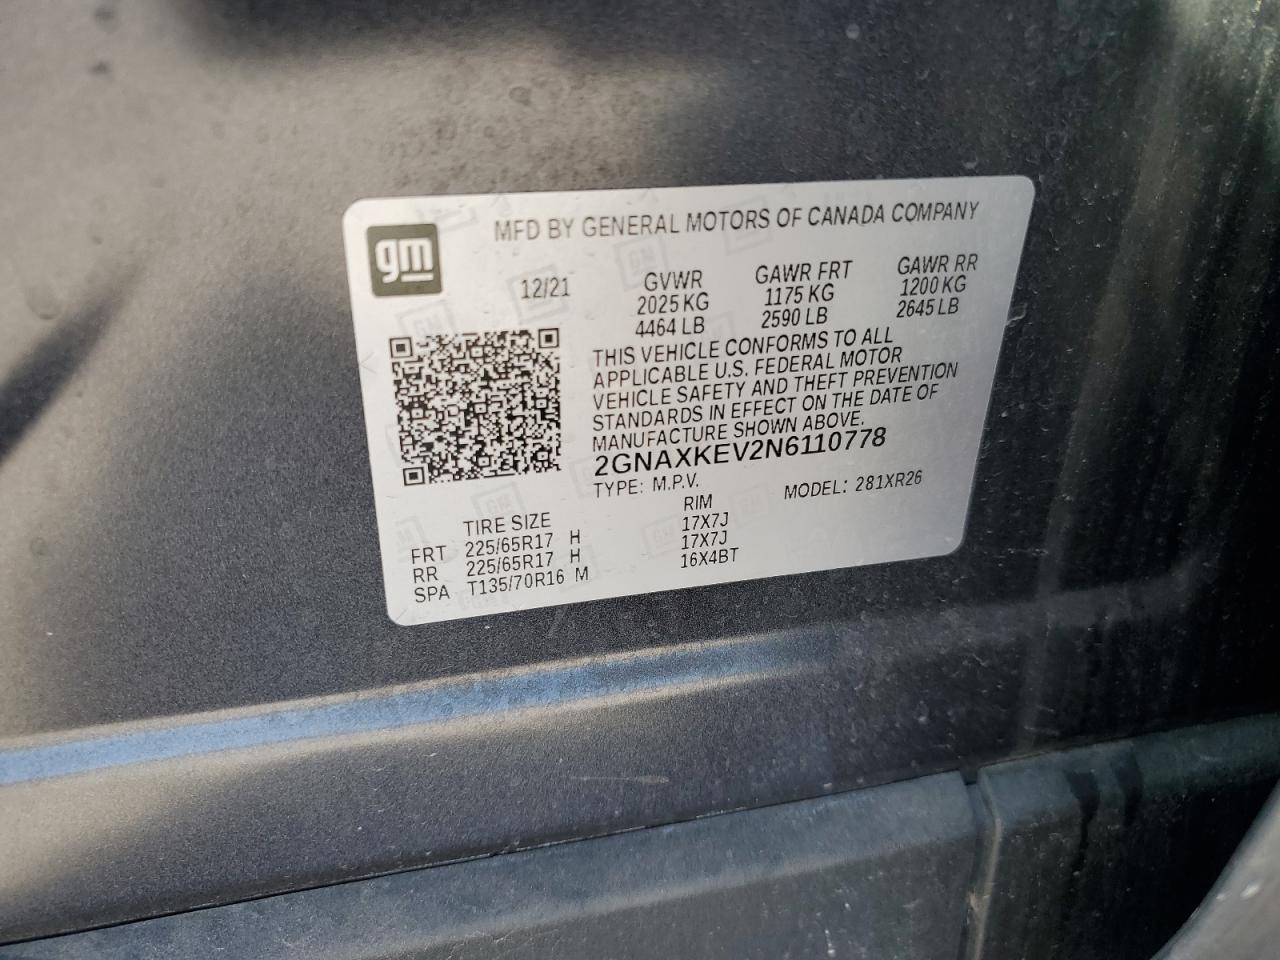 MFD BY GENERAL MOTORS OF CANADA COMPANY
gm
12/21
GVWR
2025 KG
4464 LB
GAWR FRT
1175 KG
2590 LB
GAWR RR
1200 KG
2645 LB
THIS VEHICLE CONFORMS TO ALL
APPLICABLE U.S. FEDERAL MOTOR
VEHICLE SAFETY AND THEFT PREVENTION
STANDARDS IN EFFECT ON THE DATE OF
MANUFACTURE SHOWN ABOVE.
2GNAXKEV2N6110778
TYPE: M.P.V.
MODEL: 281XR26
TIRE SIZE RIM
FRT 225/65R17 H 17X7J
RR 225/65R17 H 17X7J
SPA T135/70R16 M 16X4BT